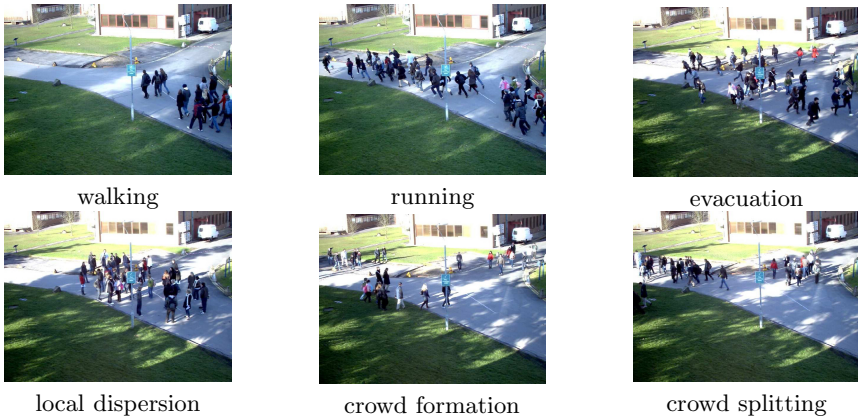 walking
running
evacuation
local dispersion
crowd formation
crowd splitting